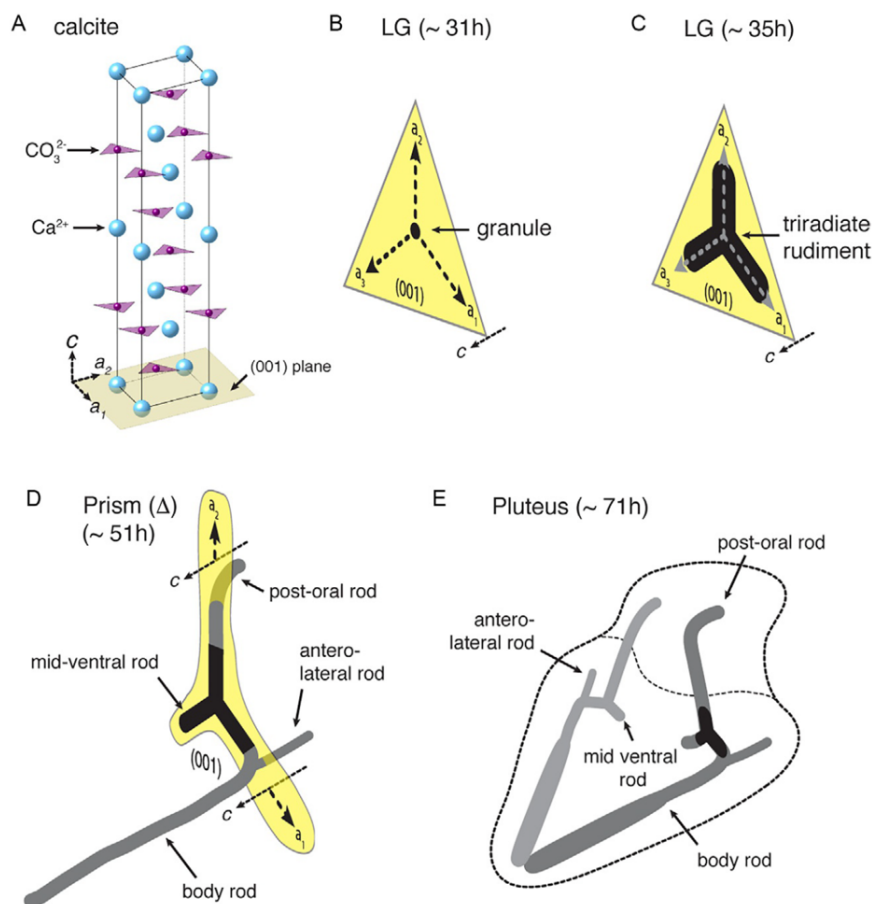 A
calcite
CO₃²⁻
Ca²⁺
c
a₂
a₁
(001) plane
B
LG (~ 31h)
a₂
granule
a₃
(001)
a₁
c
C
LG (~ 35h)
a₂
triradiate
rudiment
a₃
(001)
a₁
c
D
Prism (Δ)
(~ 51h)
a₂
c
post-oral rod
antero-
lateral rod
mid-ventral rod
(001)
c
a₁
body rod
E
Pluteus (~ 71h)
post-oral rod
antero-
lateral rod
mid ventral
rod
body rod